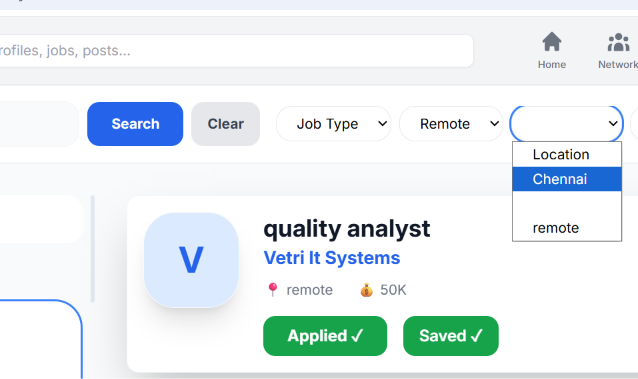 rofiles, jobs, posts...
Home
Network
Search
Clear
Job Type
Remote
Location
Chennai
remote
V
quality analyst
Vetri It Systems
📍 remote 💰 50K
Applied ✓
Saved ✓